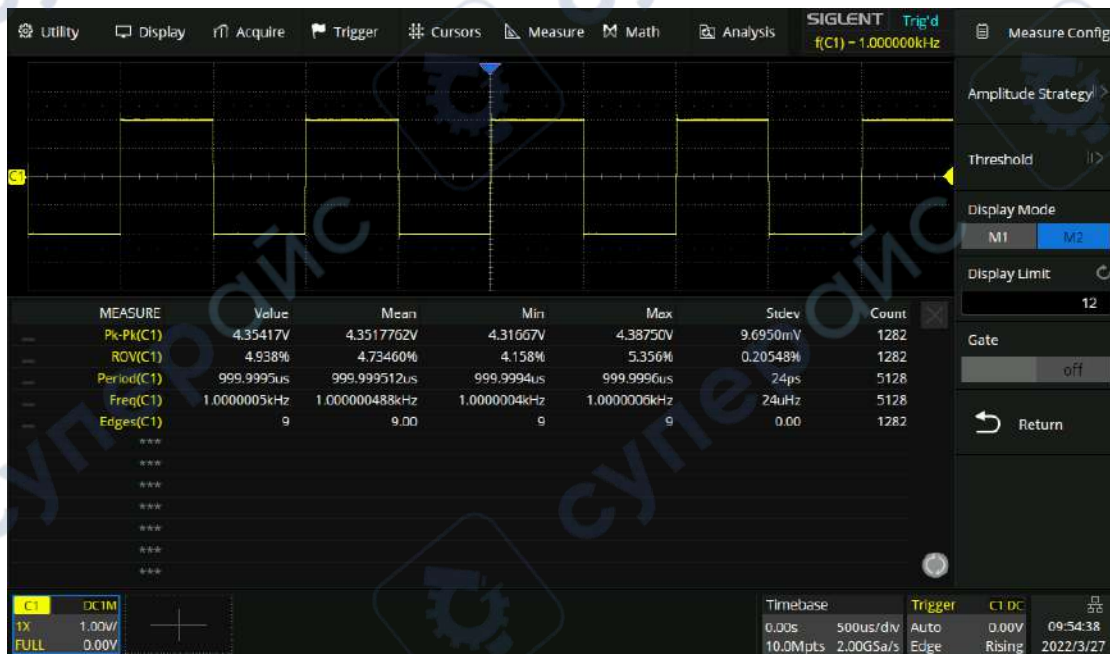 Utility Display Acquire Trigger Cursors Measure Math Analysis
SIGLENT Trig'd
f(C1) = 1.000000kHz
Measure Config
Amplitude Strategy
Threshold
Display Mode
M1 M2
Display Limit
12
Gate
off
Return
C1
MEASURE Value Mean Min Max Stdev Count
Pk-Pk(C1) 4.35417V 4.3517762V 4.31667V 4.38750V 9.6950mV 1282
ROV(C1) 4.938% 4.73460% 4.158% 5.356% 0.20548% 1282
Period(C1) 999.9995us 999.999512us 999.9994us 999.9996us 24ps 5128
Freq(C1) 1.0000005kHz 1.000000488kHz 1.0000004kHz 1.0000006kHz 24uHz 5128
Edges(C1) 9 9.00 9 9 0.00 1282
***
***
***
***
***
***
***
C1 DC1M
1X 1.00V/
FULL 0.00V
Timebase
0.00s 500us/div
10.0Mpts 2.00GSa/s
Trigger C1 DC
Auto 0.00V
Edge Rising
09:54:38
2022/3/27
суперайс
суперайс